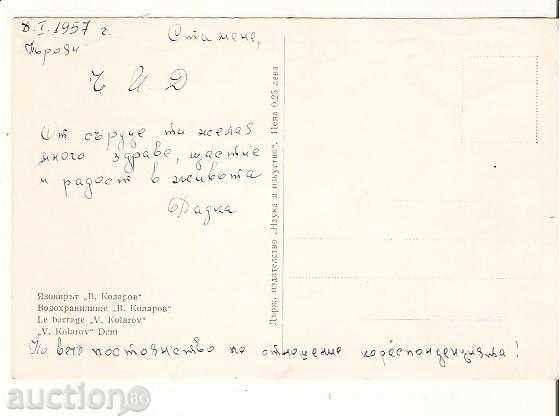 8.I.1957 г.
Троян
Стамене,
Ч И Д
От сърце ти желая
много здраве, щастие
и радост в живота
Радка
Язовирът „В. Коларов“
Водохранилище „В. Коларов“
Le barrage „V. Kolarov“
„V. Kolarov“ Dam
По постоянство по отношение кореспонденцията!
Държ. издателство „Наука и изкуство“. Цена 0,25 лева
auction.bg